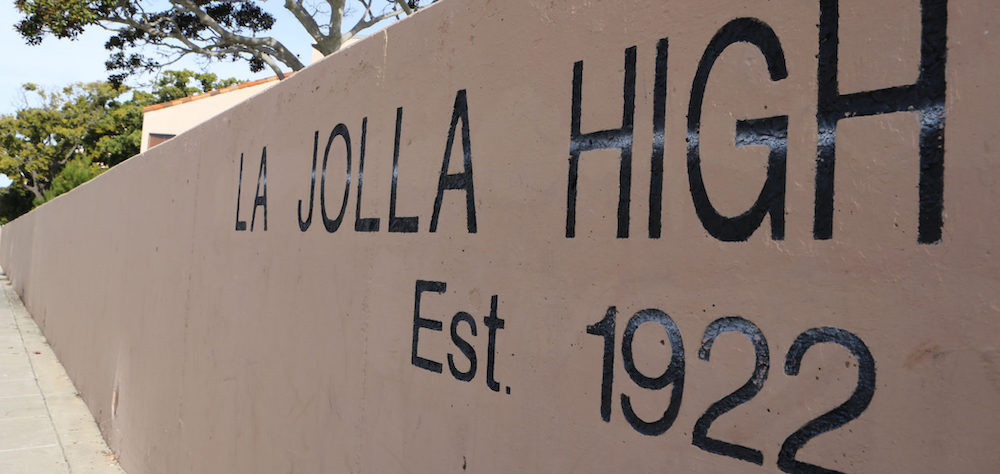 LA JOLLA HIGH
Est. 1922